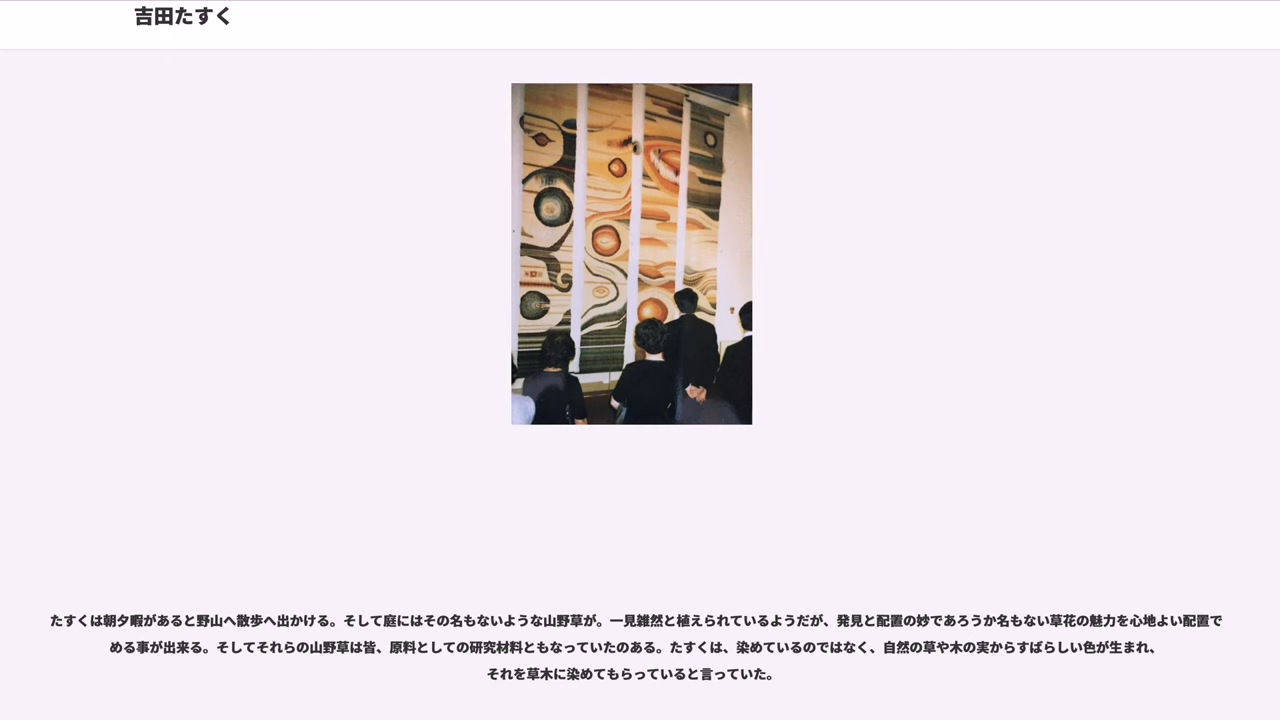 吉田たすく
たすくは朝夕暇があると野山へ散歩へ出かける。そして庭にはその名もないような山野草が。一見雑然と植えられているようだが、発見と配置の妙であろうか名もない草花の魅力を心地よい配置で
める事が出来る。そしてそれらの山野草は皆、原料としての研究材料ともなっていたのある。たすくは、染めているのではなく、自然の草や木の実からすばらしい色が生まれ、
それを草木に染めてもらっていると言っていた。